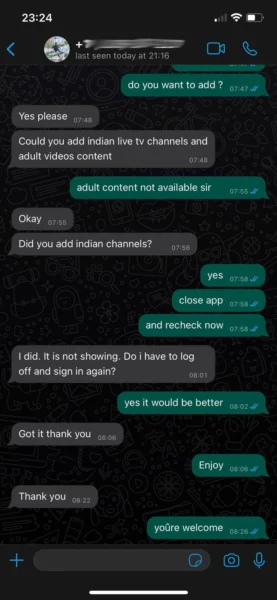 23:24
+
last seen today at 21:16
do you want to add ? 07:47
Yes please 07:48
Could you add indian live tv channels and
adult videos content 07:48
adult content not available sir 07:55
Okay 07:55
Did you add indian channels? 07:56
yes 07:58
close app 07:58
and recheck now 07:58
I did. It is not showing. Do i have to log
off and sign in again? 08:01
yes it would be better 08:02
Got it thank you 08:06
Enjoy 08:06
Thank you 08:22
yoûre welcome 08:26